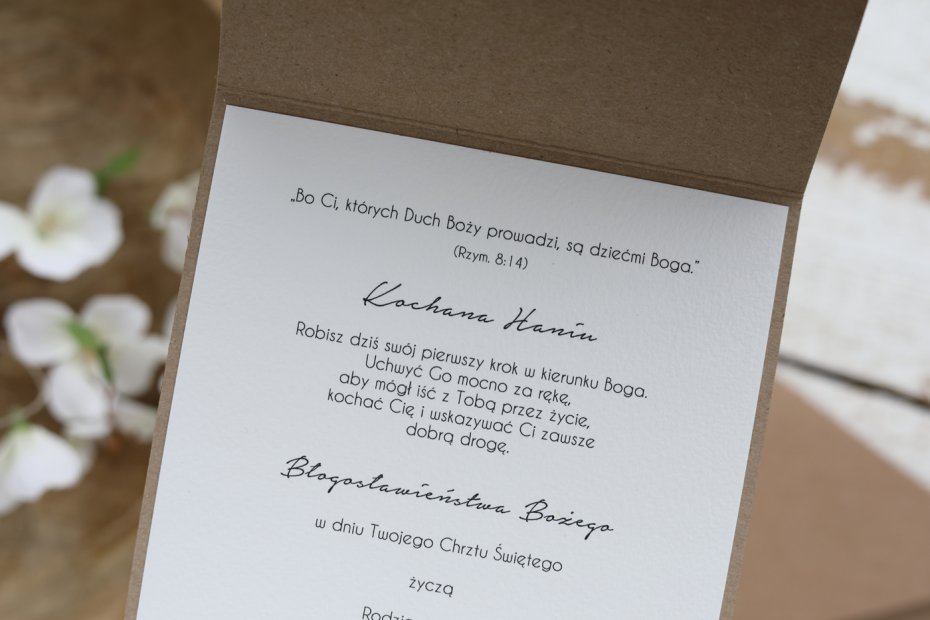 „Bo Ci, których Duch Boży prowadzi, są dziećmi Boga.”
(Rzym. 8:14)
Kochana Haniu
Robisz dziś swój pierwszy krok w kierunku Boga.
Uchwyć Go mocno za rękę,
aby mógł iść z Tobą przez życie,
kochać Cię i wskazywać Ci zawsze
dobrą drogę.
Błogosławieństwa Bożego
w dniu Twojego Chrztu Świętego
życzą